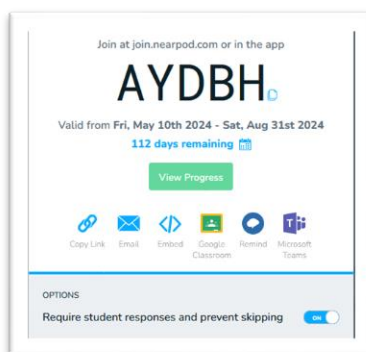 Join at join.nearpod.com or in the app
AYDBH
Valid from Fri, May 10th 2024 - Sat, Aug 31st 2024
112 days remaining
View Progress
Copy Link Email Embed Google Classroom Remind Microsoft Teams
OPTIONS
Require student responses and prevent skipping ON